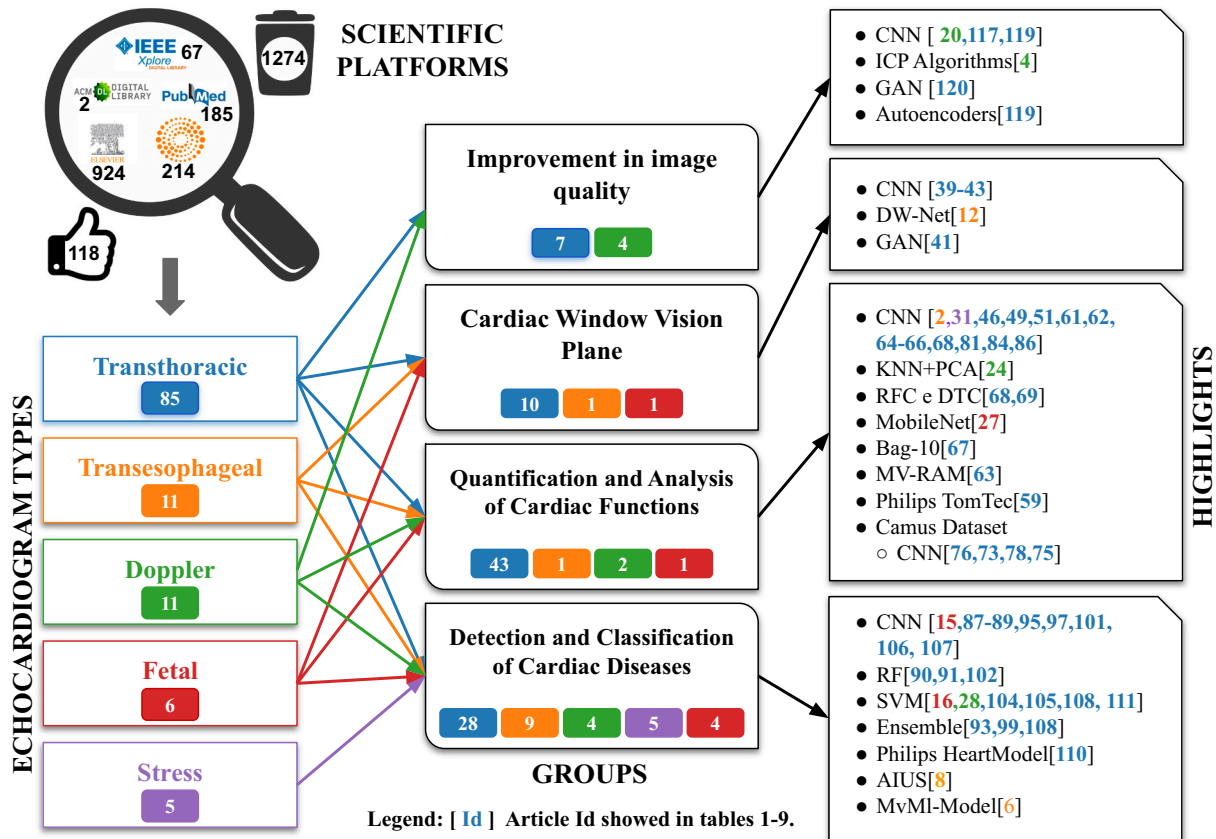 SCIENTIFIC
PLATFORMS
IEEE
Xplore
DIGITAL LIBRARY
67
ACM DL DIGITAL
LIBRARY
2
PubMed
185
ELSEVIER
924
214
1274
118
ECHOCARDIOGRAM TYPES
Transthoracic
85
Transesophageal
11
Doppler
11
Fetal
6
Stress
5
Improvement in image
quality
7 4
Cardiac Window Vision
Plane
10 1 1
Quantification and Analysis
of Cardiac Functions
43 1 2 1
Detection and Classification
of Cardiac Diseases
28 9 4 5 4
GROUPS
● CNN [ 20,117,119]
● ICP Algorithms[4]
● GAN [120]
● Autoencoders[119]
● CNN [39-43]
● DW-Net[12]
● GAN[41]
● CNN [2,31,46,49,51,61,62,
64-66,68,81,84,86]
● KNN+PCA[24]
● RFC e DTC[68,69]
● MobileNet[27]
● Bag-10[67]
● MV-RAM[63]
● Philips TomTec[59]
● Camus Dataset
○ CNN[76,73,78,75]
● CNN [15,87-89,95,97,101,
106, 107]
● RF[90,91,102]
● SVM[16,28,104,105,108, 111]
● Ensemble[93,99,108]
● Philips HeartModel[110]
● AIUS[8]
● MvMl-Model[6]
HIGHLIGHTS
Legend: [ Id ] Article Id showed in tables 1-9.